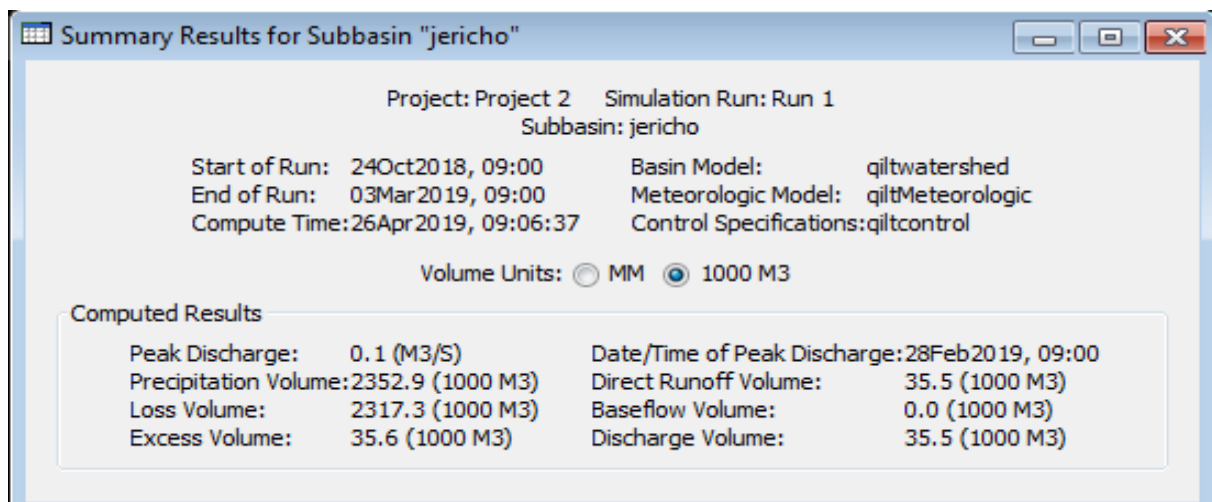 Summary Results for Subbasin "jericho"
Project: Project 2 Simulation Run: Run 1
Subbasin: jericho
Start of Run: 24Oct2018, 09:00 Basin Model: qiltwatershed
End of Run: 03Mar2019, 09:00 Meteorologic Model: qiltMeteorologic
Compute Time:26Apr2019, 09:06:37 Control Specifications:qiltcontrol
Volume Units: MM 1000 M3
Computed Results
Peak Discharge: 0.1 (M3/S) Date/Time of Peak Discharge:28Feb2019, 09:00
Precipitation Volume:2352.9 (1000 M3) Direct Runoff Volume: 35.5 (1000 M3)
Loss Volume: 2317.3 (1000 M3) Baseflow Volume: 0.0 (1000 M3)
Excess Volume: 35.6 (1000 M3) Discharge Volume: 35.5 (1000 M3)